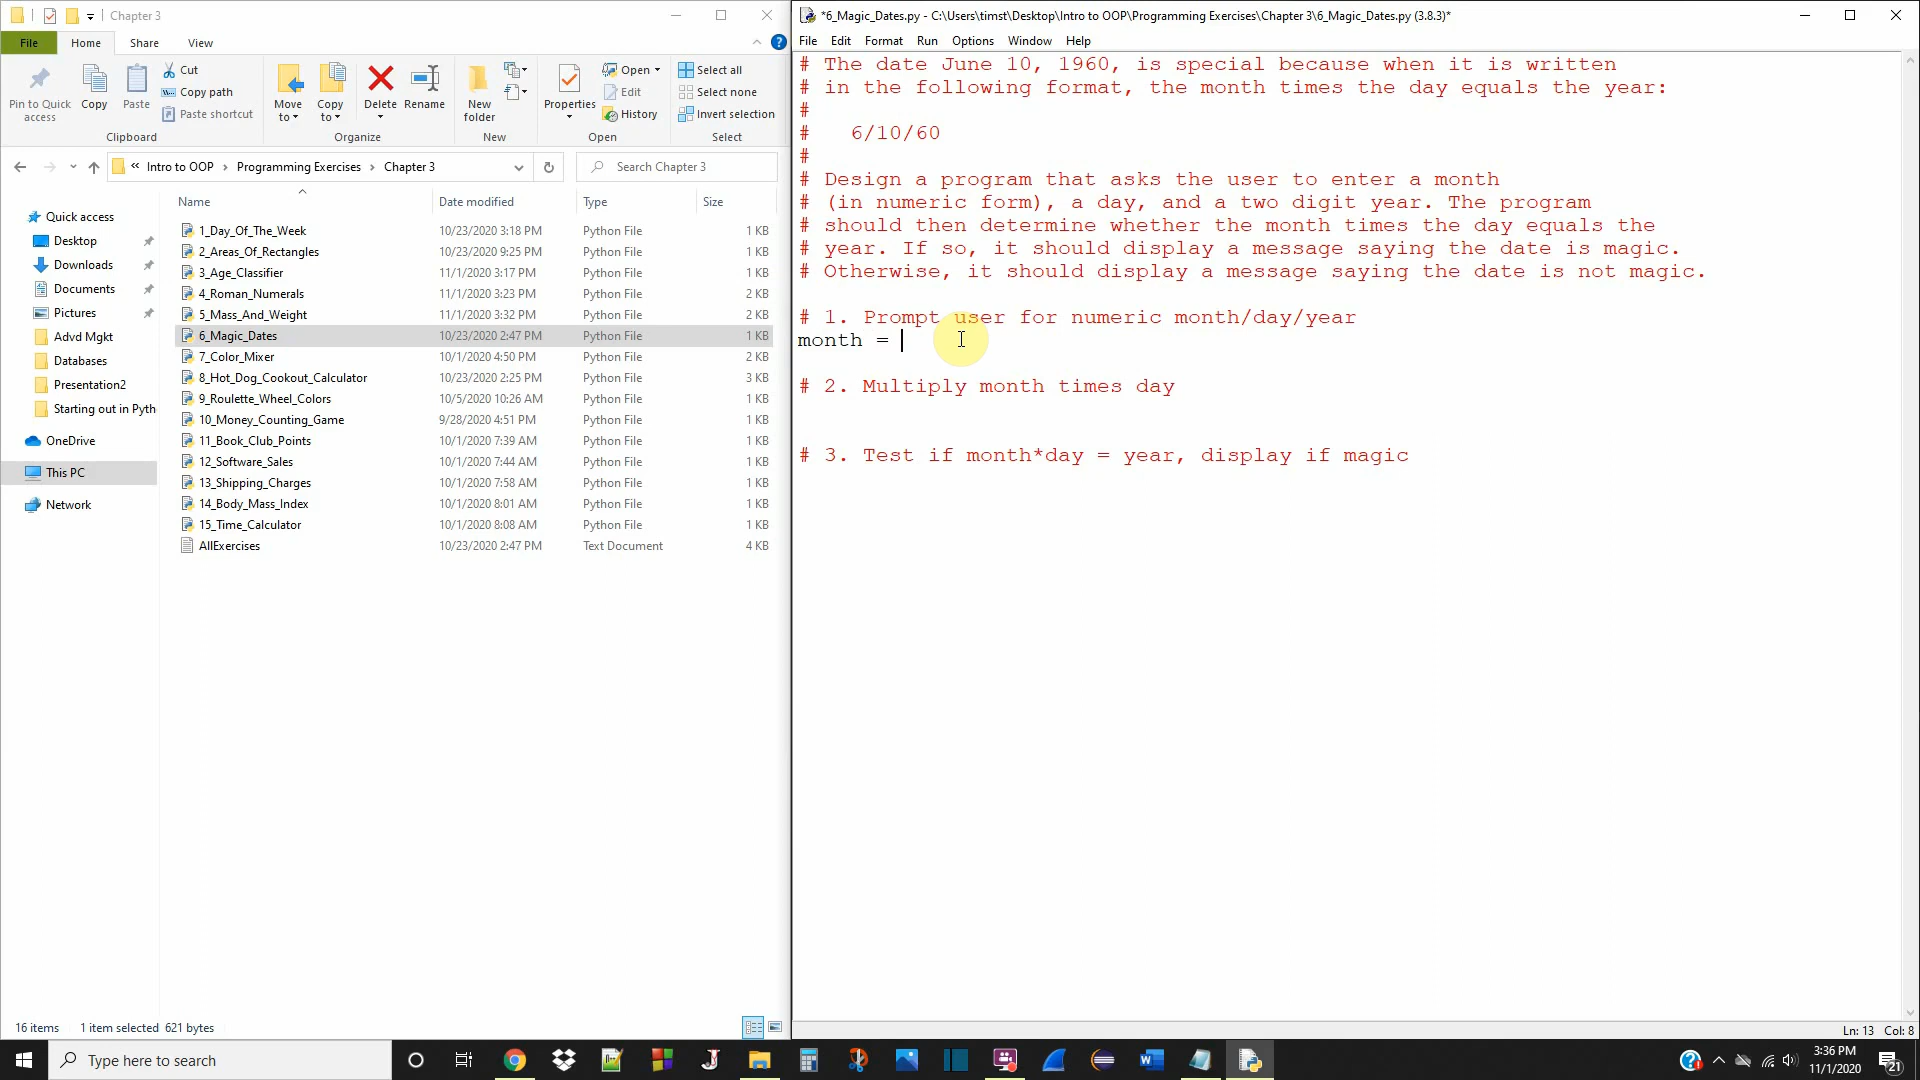 Chapter 3
File Home Share View
Pin to Quick access
Copy
Paste
Cut
Copy path
Paste shortcut
Clipboard
Move to
Copy to
Delete
Rename
Organize
New folder
New
Properties
Open
Edit
History
Open
Select all
Select none
Invert selection
Select
« Intro to OOP › Programming Exercises › Chapter 3
Search Chapter 3
Quick access
Desktop
Downloads
Documents
Pictures
Advd Mgkt
Databases
Presentation2
Starting out in Pyth
OneDrive
This PC
Network
Name Date modified Type Size
1_Day_Of_The_Week 10/23/2020 3:18 PM Python File 1 KB
2_Areas_Of_Rectangles 10/23/2020 9:25 PM Python File 1 KB
3_Age_Classifier 11/1/2020 3:17 PM Python File 1 KB
4_Roman_Numerals 11/1/2020 3:23 PM Python File 2 KB
5_Mass_And_Weight 11/1/2020 3:32 PM Python File 2 KB
6_Magic_Dates 10/23/2020 2:47 PM Python File 1 KB
7_Color_Mixer 10/1/2020 4:50 PM Python File 2 KB
8_Hot_Dog_Cookout_Calculator 10/23/2020 2:25 PM Python File 3 KB
9_Roulette_Wheel_Colors 10/5/2020 10:26 AM Python File 2 KB
10_Money_Counting_Game 9/28/2020 4:51 PM Python File 1 KB
11_Book_Club_Points 10/1/2020 7:39 AM Python File 1 KB
12_Software_Sales 10/1/2020 7:44 AM Python File 1 KB
13_Shipping_Charges 10/1/2020 7:58 AM Python File 1 KB
14_Body_Mass_Index 10/1/2020 8:01 AM Python File 1 KB
15_Time_Calculator 10/1/2020 8:08 AM Python File 1 KB
AllExercises 10/23/2020 2:47 PM Text Document 4 KB
16 items 1 item selected 621 bytes
*6_Magic_Dates.py - C:\Users\timst\Desktop\Intro to OOP\Programming Exercises\Chapter 3\6_Magic_Dates.py (3.8.3)*
File Edit Format Run Options Window Help
# The date June 10, 1960, is special because when it is written
# in the following format, the month times the day equals the year:
#
# 6/10/60
#
# Design a program that asks the user to enter a month
# (in numeric form), a day, and a two digit year. The program
# should then determine whether the month times the day equals the
# year. If so, it should display a message saying the date is magic.
# Otherwise, it should display a message saying the date is not magic.
# 1. Prompt user for numeric month/day/year
month =
# 2. Multiply month times day
# 3. Test if month*day = year, display if magic
Ln: 13 Col: 8
Type here to search
3:36 PM
11/1/2020
21